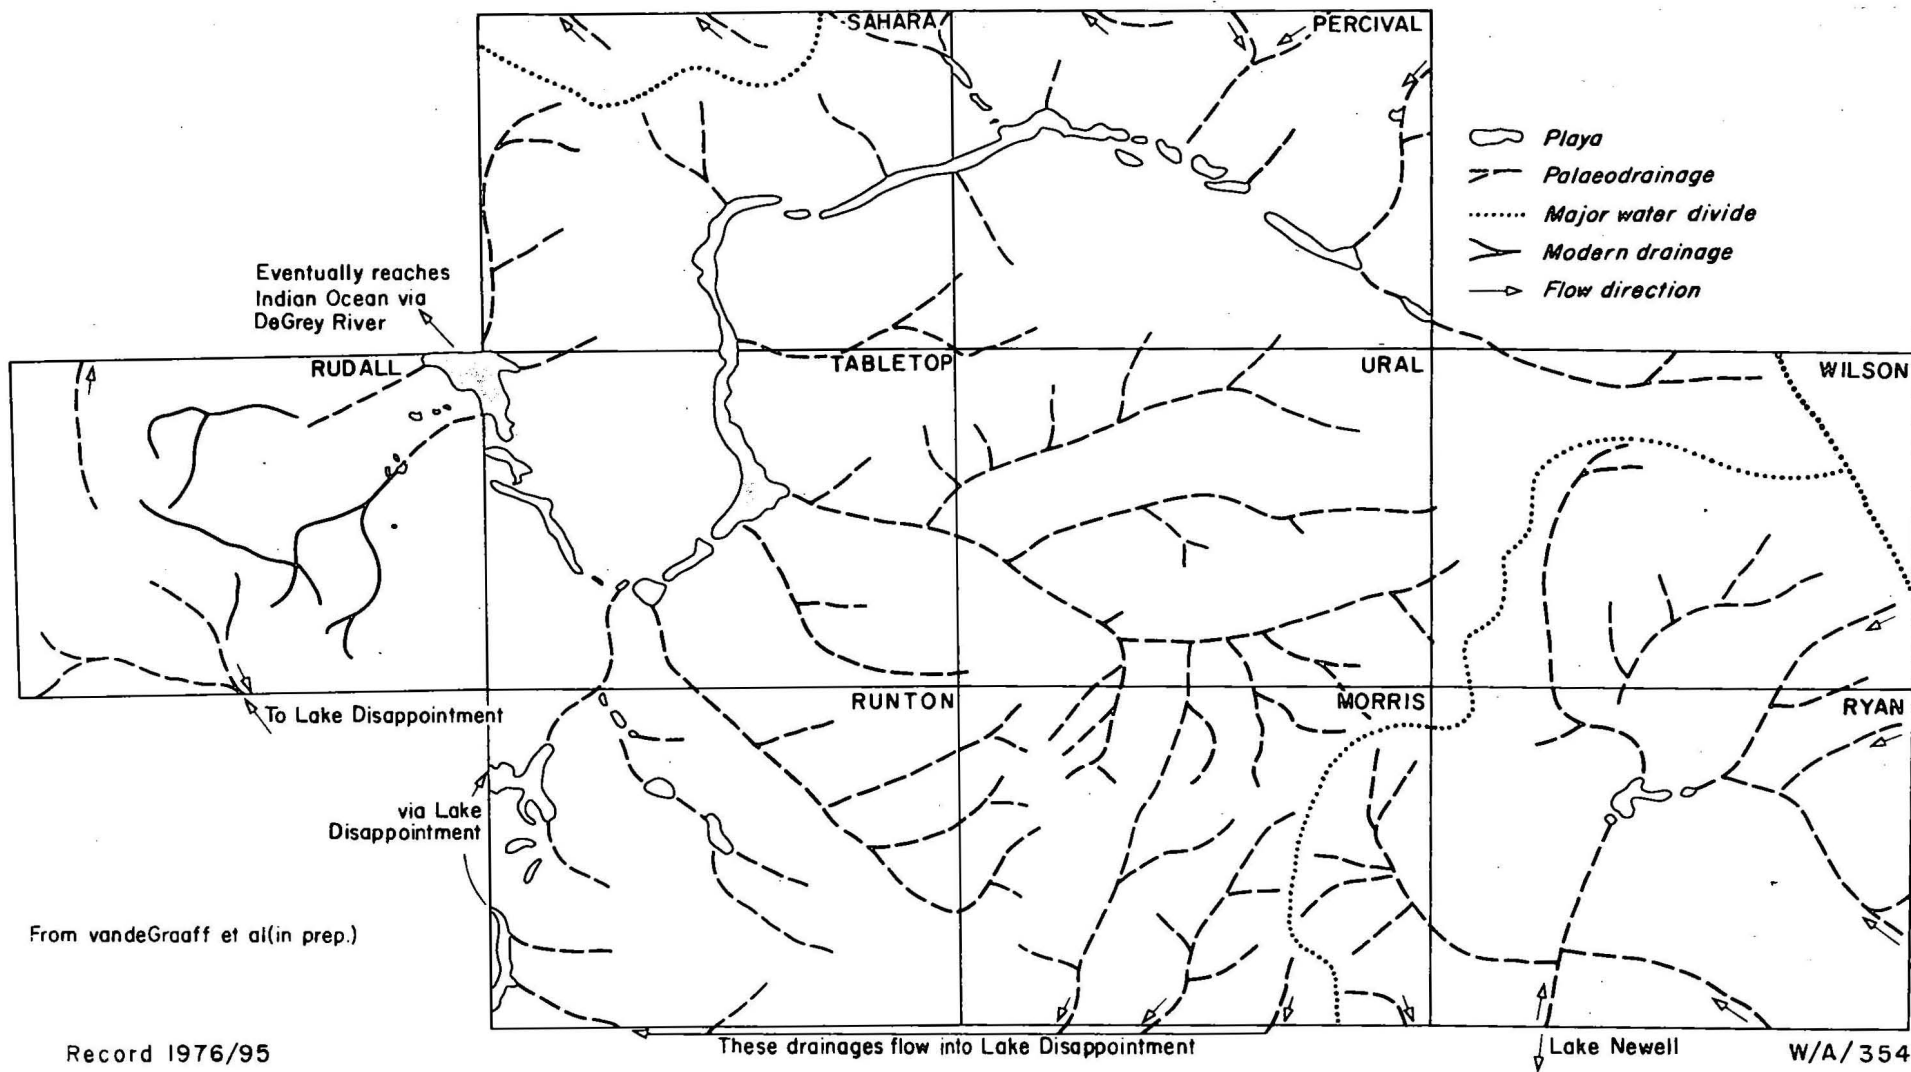 SAHARA
PERCIVAL
Playa
Palaeodrainage
Major water divide
Modern drainage
Flow direction
Eventually reaches
Indian Ocean via
DeGrey River
RUDALL
TABLETOP
URAL
WILSON
To Lake Disappointment
RUNTON
MORRIS
RYAN
via Lake
Disappointment
From vandeGraaff et al(in prep.)
These drainages flow into Lake Disappointment
Lake Newell
Record 1976/95
W/A/354